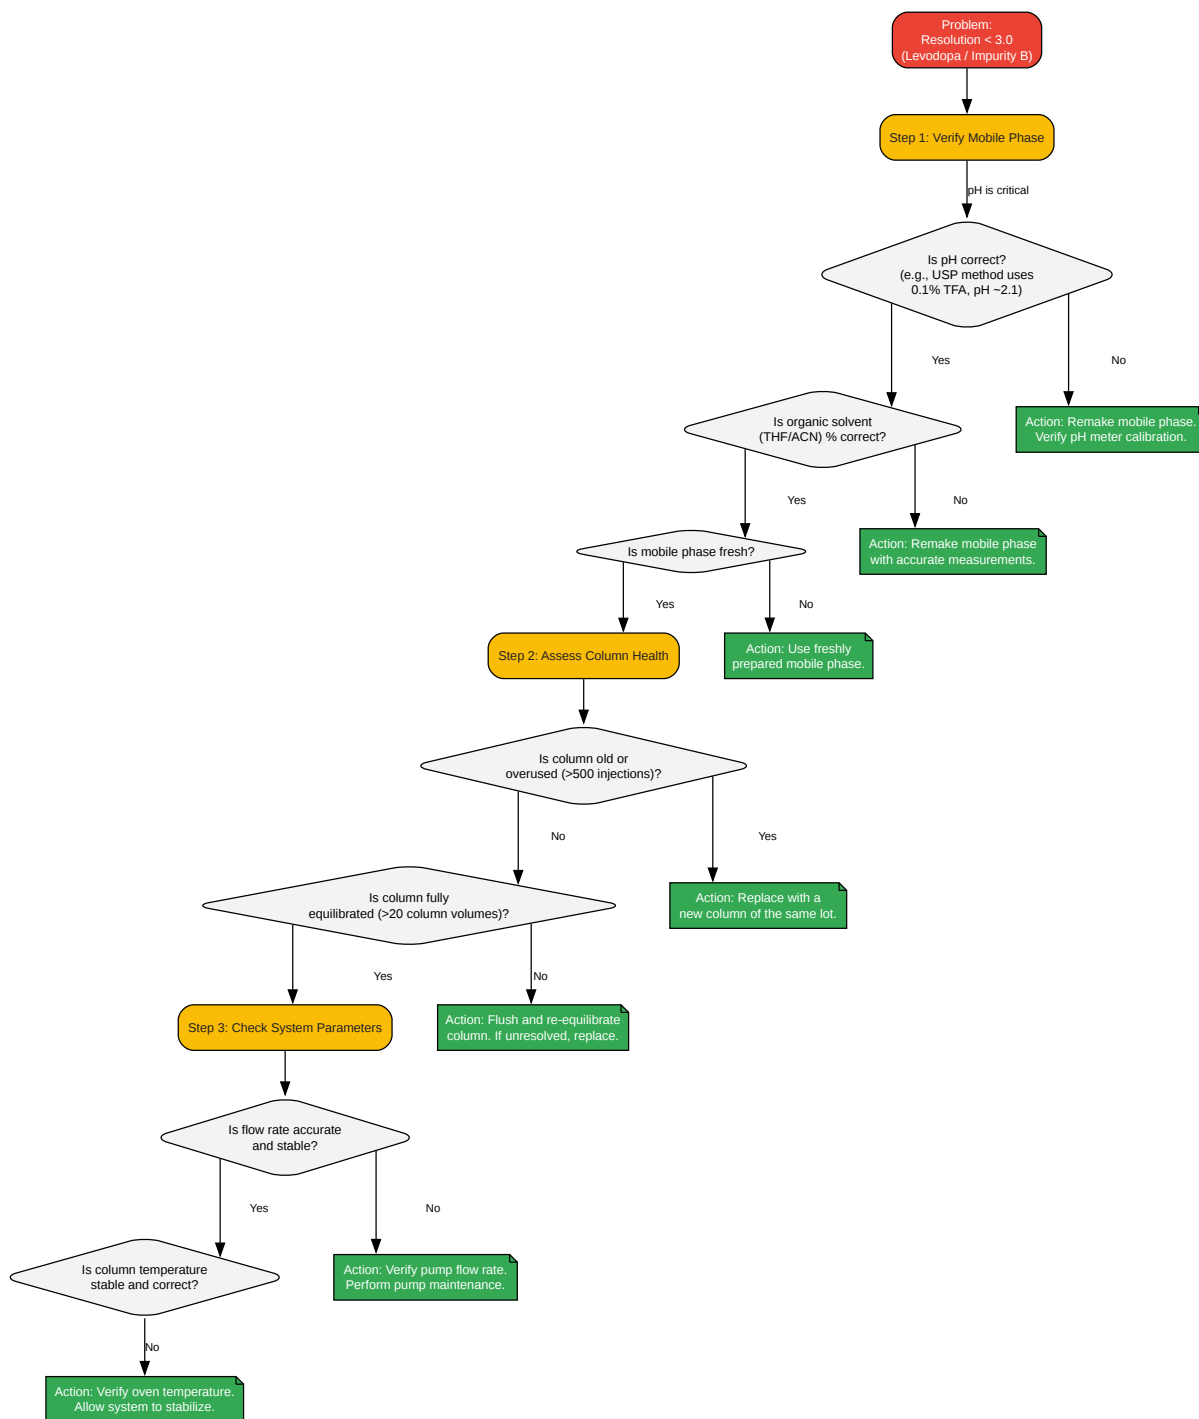 Problem:
Resolution < 3.0
(Levodopa / Impurity B)
Step 1: Verify Mobile Phase
pH is critical
Is pH correct?
(e.g., USP method uses
0.1% TFA, pH ~2.1)
Yes
No
Is organic solvent
(THF/ACN) % correct?
Action: Remake mobile phase.
Verify pH meter calibration.
Yes
No
Is mobile phase fresh?
Action: Remake mobile phase
with accurate measurements.
Yes
No
Step 2: Assess Column Health
Action: Use freshly
prepared mobile phase.
Is column old or
overused (>500 injections)?
No
Yes
Is column fully
equilibrated (>20 column volumes)?
Action: Replace with a
new column of the same lot.
Yes
No
Step 3: Check System Parameters
Action: Flush and re-equilibrate
column. If unresolved, replace.
Is flow rate accurate
and stable?
Yes
No
Is column temperature
stable and correct?
Action: Verify pump flow rate.
Perform pump maintenance.
No
Action: Verify oven temperature.
Allow system to stabilize.